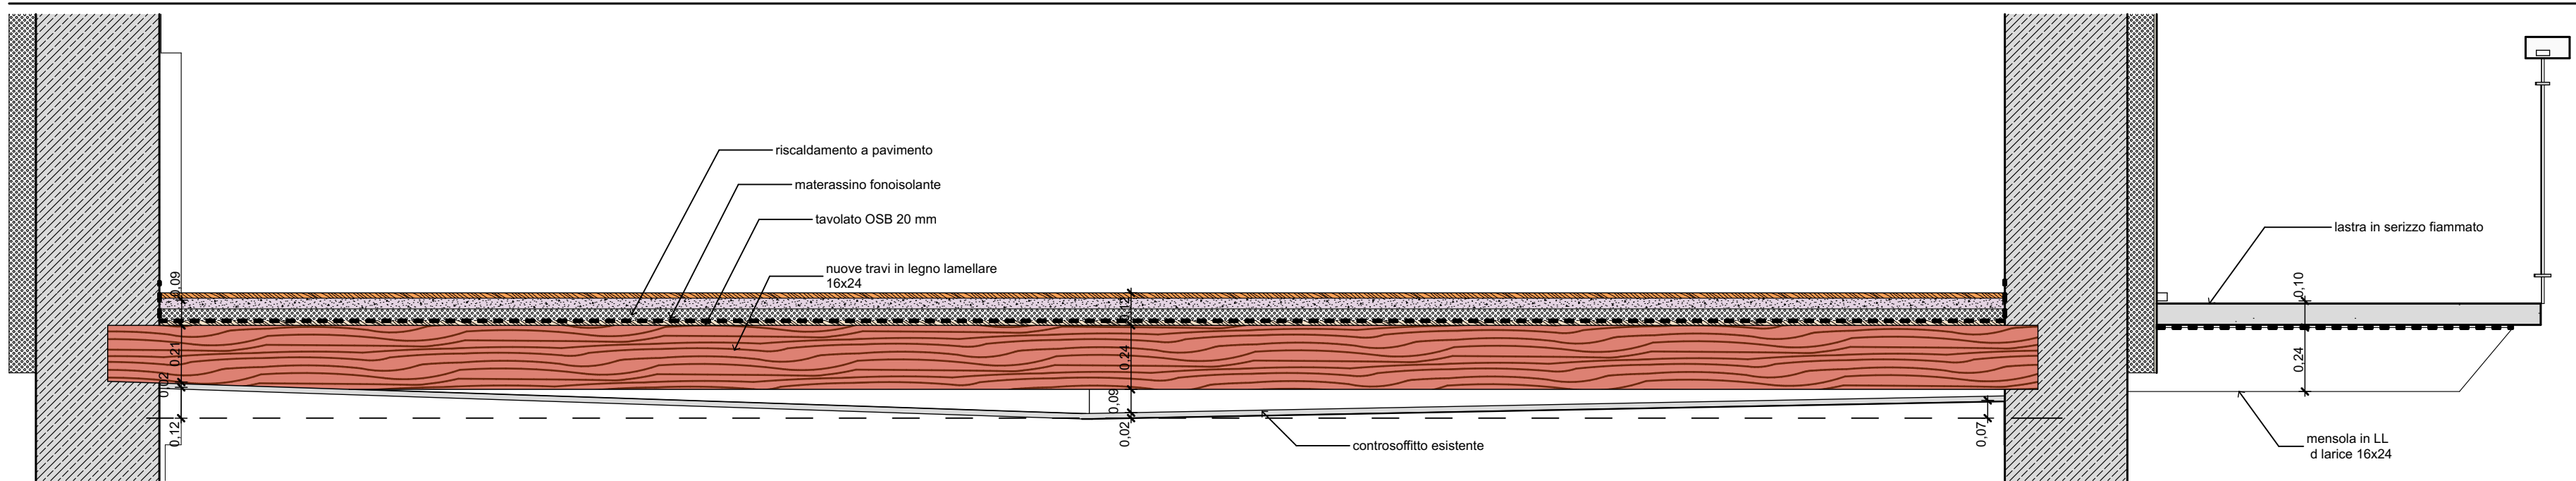 riscaldamento a pavimento
materassino fonoisolante
tavolato OSB 20 mm
nuove travi in legno lamellare
16x24
lastra in serizzo fiammato
controsoffitto esistente
mensola in LL
d larice 16x24
0,09
0,21
0,02
0,12
0,12
0,24
0,09
0,02
0,07
0,10
0,24